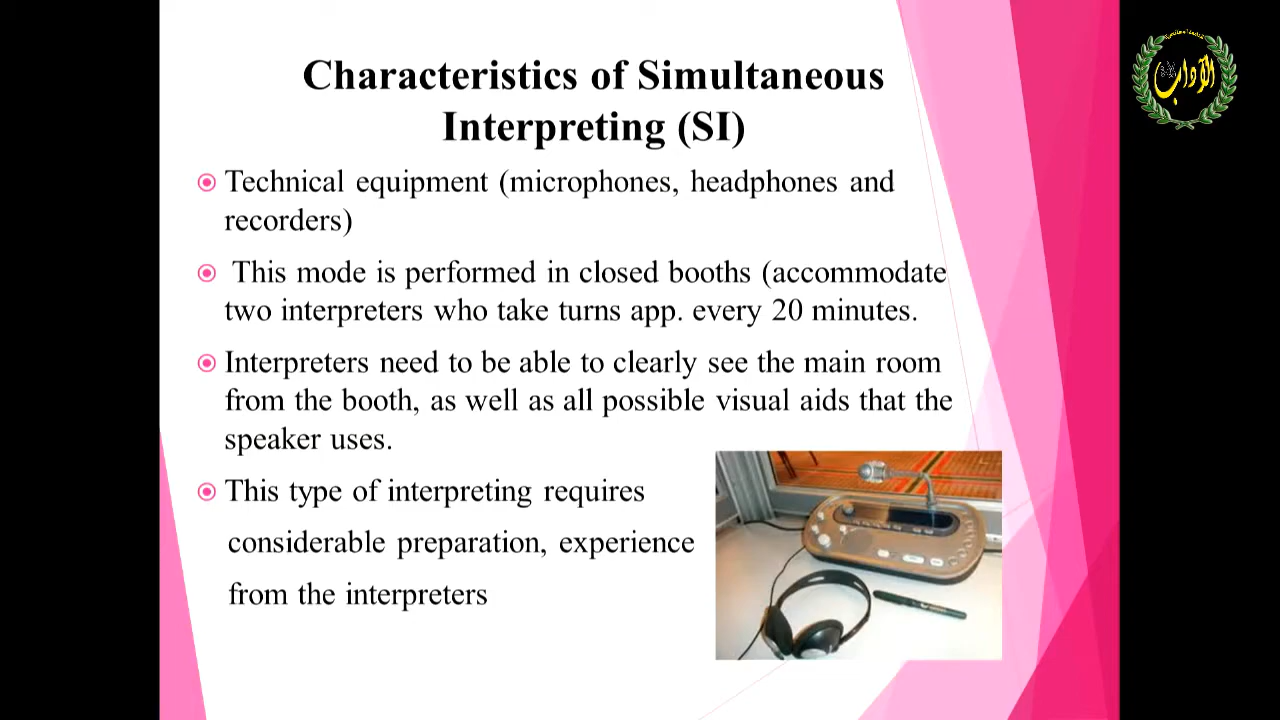 Characteristics of Simultaneous
Interpreting (SI)
Technical equipment (microphones, headphones and
recorders)
This mode is performed in closed booths (accommodate
two interpreters who take turns app. every 20 minutes.
Interpreters need to be able to clearly see the main room
from the booth, as well as all possible visual aids that the
speaker uses.
This type of interpreting requires
considerable preparation, experience
from the interpreters
الآداب